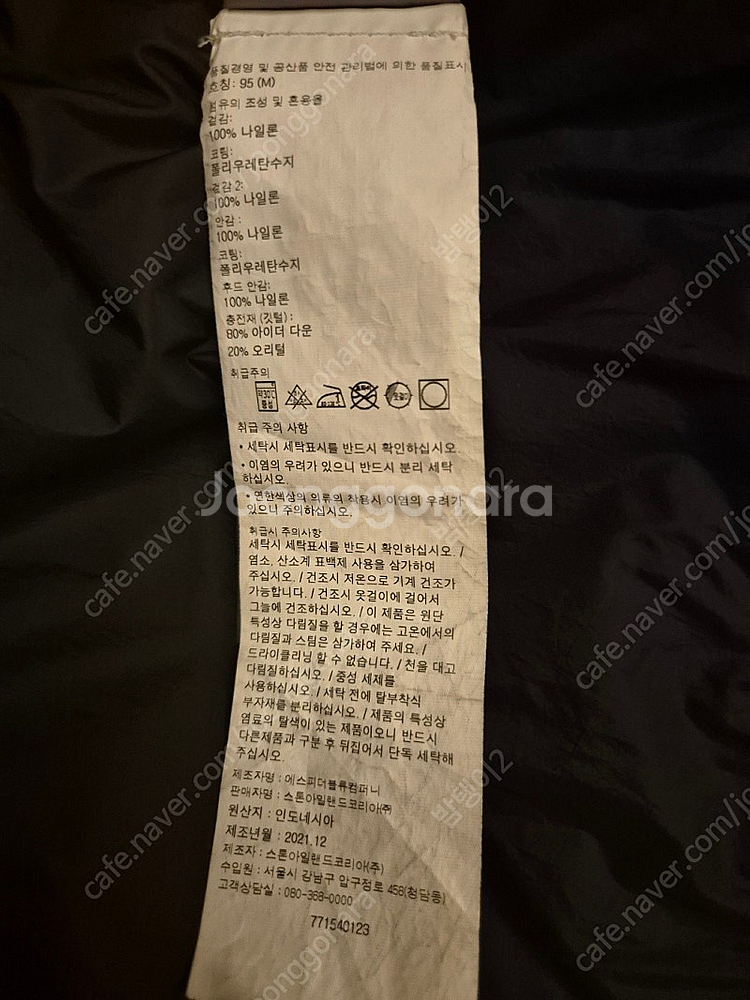 품질경영 및 공산품 안전 관리법에 의한 품질표시
호칭: 95 (M)
섬유의 조성 및 혼용율
겉감:
100% 나일론
코팅:
폴리우레탄수지
겉감 2:
100% 나일론
안감 :
100% 나일론
코팅:
폴리우레탄수지
후드 안감:
100% 나일론
충전재 (깃털) :
80% 아이더 다운
20% 오리털
취급주의
약30℃
중성
취급 주의 사항
• 세탁시 세탁표시를 반드시 확인하십시오.
• 이염의 우려가 있으니 반드시 분리 세탁
하십시오.
• 연한색상의 의류의 착용시 이염의 우려가
있으니 주의하십시오.
취급시 주의사항
세탁시 세탁표시를 반드시 확인하십시오. /
염소, 산소계 표백제 사용을 삼가하여
주십시오. / 건조시 저온으로 기계 건조가
가능합니다. / 건조시 옷걸이에 걸어서
그늘에 건조하십시오. / 이 제품은 원단
특성상 다림질을 할 경우에는 고온에서의
다림질과 스팀은 삼가하여 주세요. /
드라이클리닝 할 수 없습니다. / 천을 대고
다림질하십시오. / 중성 세제를
사용하십시오. / 세탁 전에 탈부착식
부자재를 분리하십시오. / 제품의 특성상
염료의 탈색이 있는 제품이오니 반드시
다른제품과 구분 후 뒤집어서 단독 세탁해
주십시오.
제조자명 : 에스피더블류컴퍼니
판매자명 : 스톤아일랜드코리아㈜
원산지 : 인도네시아
제조년월 : 2021.12
제조자 : 스톤아일랜드코리아(주)
수입원 : 서울시 강남구 압구정로 458(청담동)
고객상담실 : 080-368-0000
771540123
Joonggonara
cafe.naver.com/j
밤탱이2